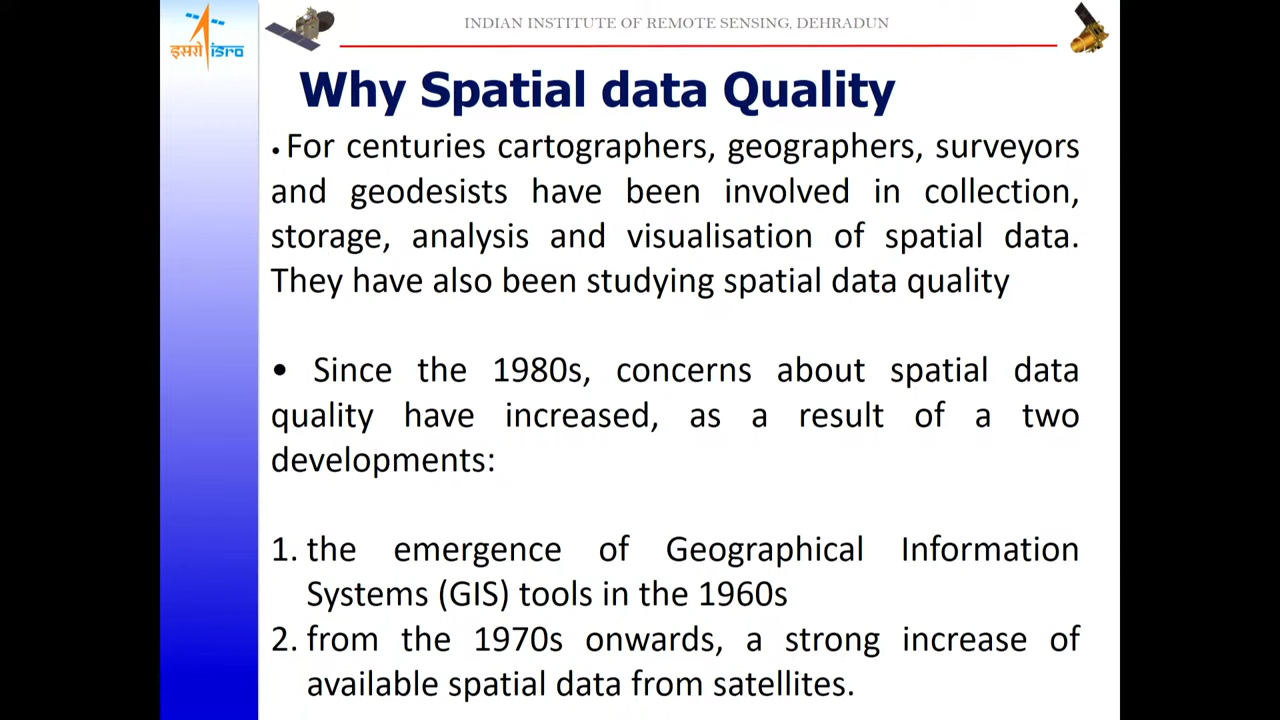 INDIAN INSTITUTE OF REMOTE SENSING, DEHRADUN
इसरो isro
Why Spatial data Quality
• For centuries cartographers, geographers, surveyors
and geodesists have been involved in collection,
storage, analysis and visualisation of spatial data.
They have also been studying spatial data quality
• Since the 1980s, concerns about spatial data
quality have increased, as a result of a two
developments:
1. the emergence of Geographical Information
Systems (GIS) tools in the 1960s
2. from the 1970s onwards, a strong increase of
available spatial data from satellites.